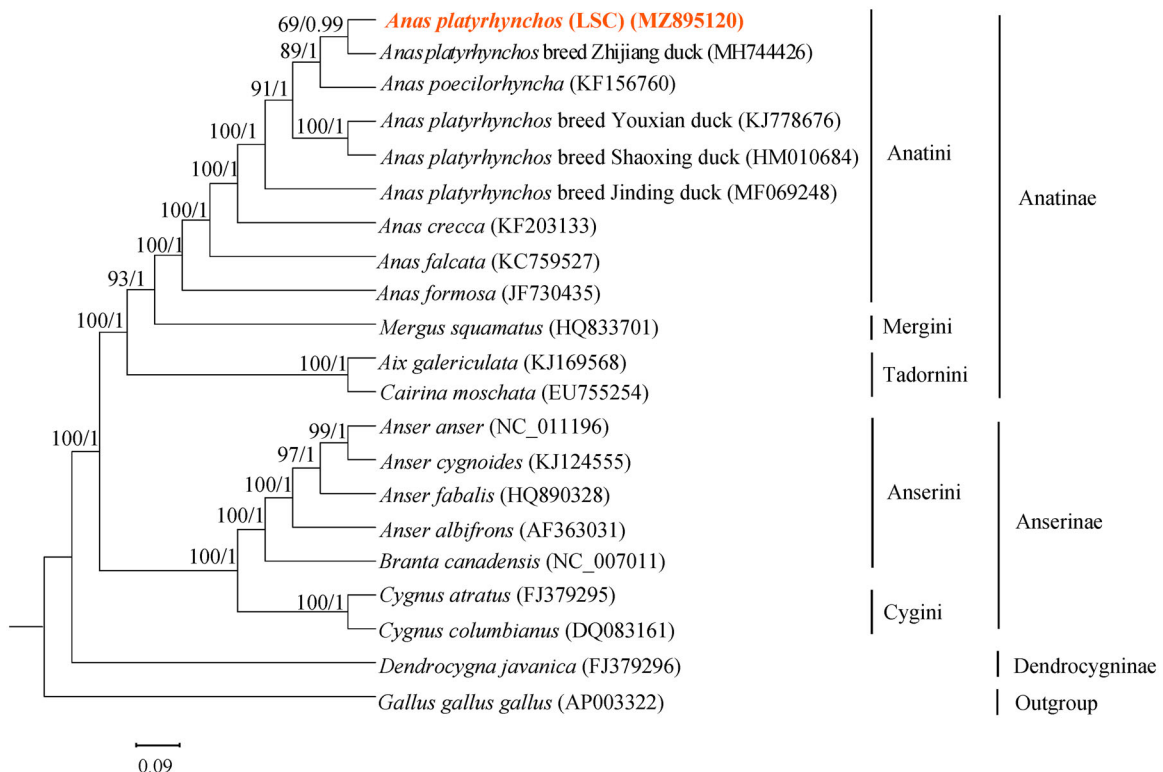 69/0.99
Anas platyrhynchos (LSC) (MZ895120)
89/1
Anas platyrhynchos breed Zhijiang duck (MH744426)
91/1
Anas poecilorhyncha (KF156760)
100/1
100/1
Anas platyrhynchos breed Youxian duck (KJ778676)
Anas platyrhynchos breed Shaoxing duck (HM010684)
Anatini
100/1
Anas platyrhynchos breed Jinding duck (MF069248)
Anatinae
100/1
Anas crecca (KF203133)
100/1
Anas falcata (KC759527)
93/1
Anas formosa (JF730435)
100/1
Mergus squamatus (HQ833701)
Mergini
100/1
Aix galericulata (KJ169568)
Tadornini
Cairina moschata (EU755254)
100/1
99/1
Anser anser (NC_011196)
97/1
Anser cygnoides (KJ124555)
100/1
Anser fabalis (HQ890328)
Anserini
100/1
Anser albifrons (AF363031)
Anserinae
100/1
Branta canadensis (NC_007011)
100/1
Cygnus atratus (FJ379295)
Cygini
Cygnus columbianus (DQ083161)
Dendrocygna javanica (FJ379296)
Dendrocygninae
Gallus gallus gallus (AP003322)
Outgroup
0.09